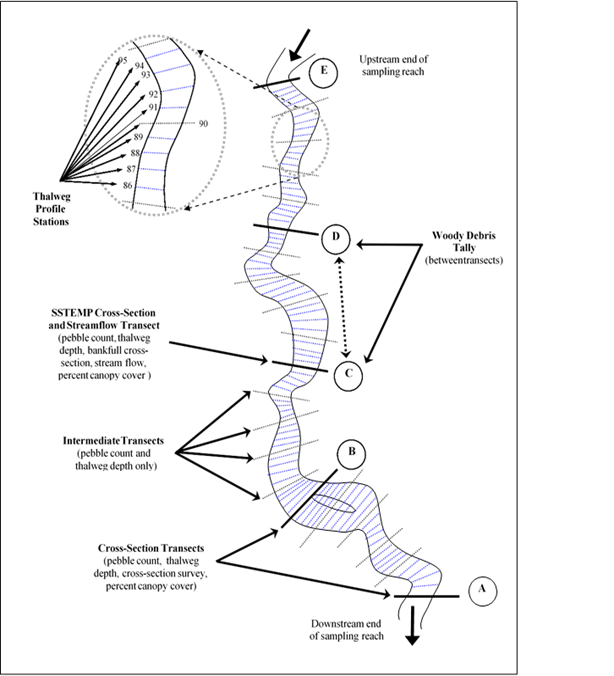 Upstream end of
sampling reach
E
95
94
93
92
91
90
89
88
87
86
Thalweg
Profile
Stations
D
Woody Debris
Tally
(betweentransects)
SSTEMP Cross-Section
and Streamflow Transect
(pebble count, thalweg
depth, bankfull cross-
section, stream flow,
percent canopy cover )
C
Intermediate Transects
(pebble count and
thalweg depth only)
B
Cross-Section Transects
(pebble count, thalweg
depth, cross-section survey,
percent canopy cover)
A
Downstream end
of sampling reach